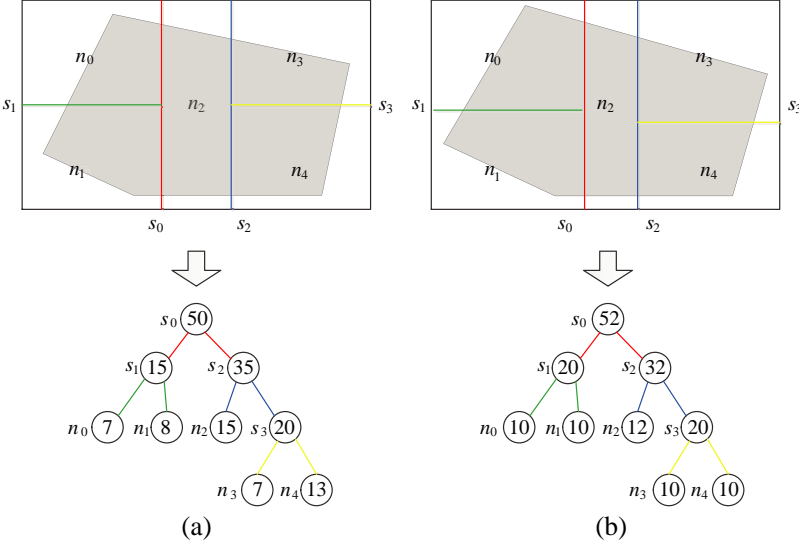 n0 n3 n0 n3
s1 n2 s3 s1 n2 s3
n1 n4 n1 n4
s0 s2 s0 s2
s0 50 s0 52
s1 15 s2 35 s1 20 s2 32
n0 7 n1 8 n2 15 s3 20 n0 10 n1 10 n2 12 s3 20
n3 7 n4 13 n3 10 n4 10
(a) (b)